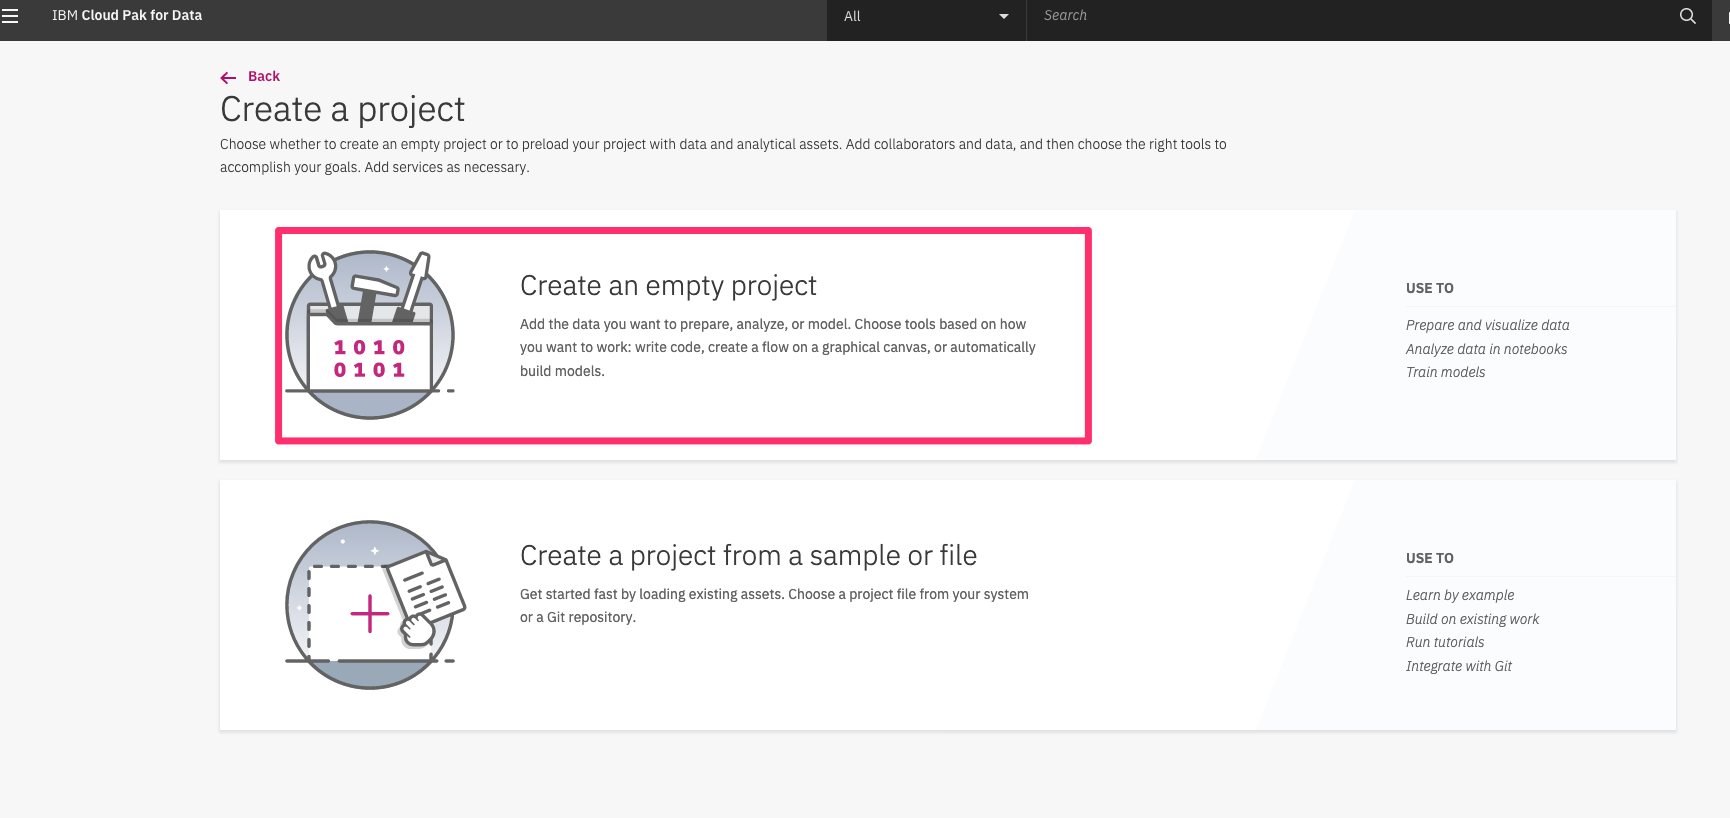 IBM Cloud Pak for Data
All
Search
Back
Create a project
Choose whether to create an empty project or to preload your project with data and analytical assets. Add collaborators and data, and then choose the right tools to
accomplish your goals. Add services as necessary.
1010
0101
Create an empty project
Add the data you want to prepare, analyze, or model. Choose tools based on how
you want to work: write code, create a flow on a graphical canvas, or automatically
build models.
USE TO
Prepare and visualize data
Analyze data in notebooks
Train models
Create a project from a sample or file
Get started fast by loading existing assets. Choose a project file from your system
or a Git repository.
USE TO
Learn by example
Build on existing work
Run tutorials
Integrate with Git